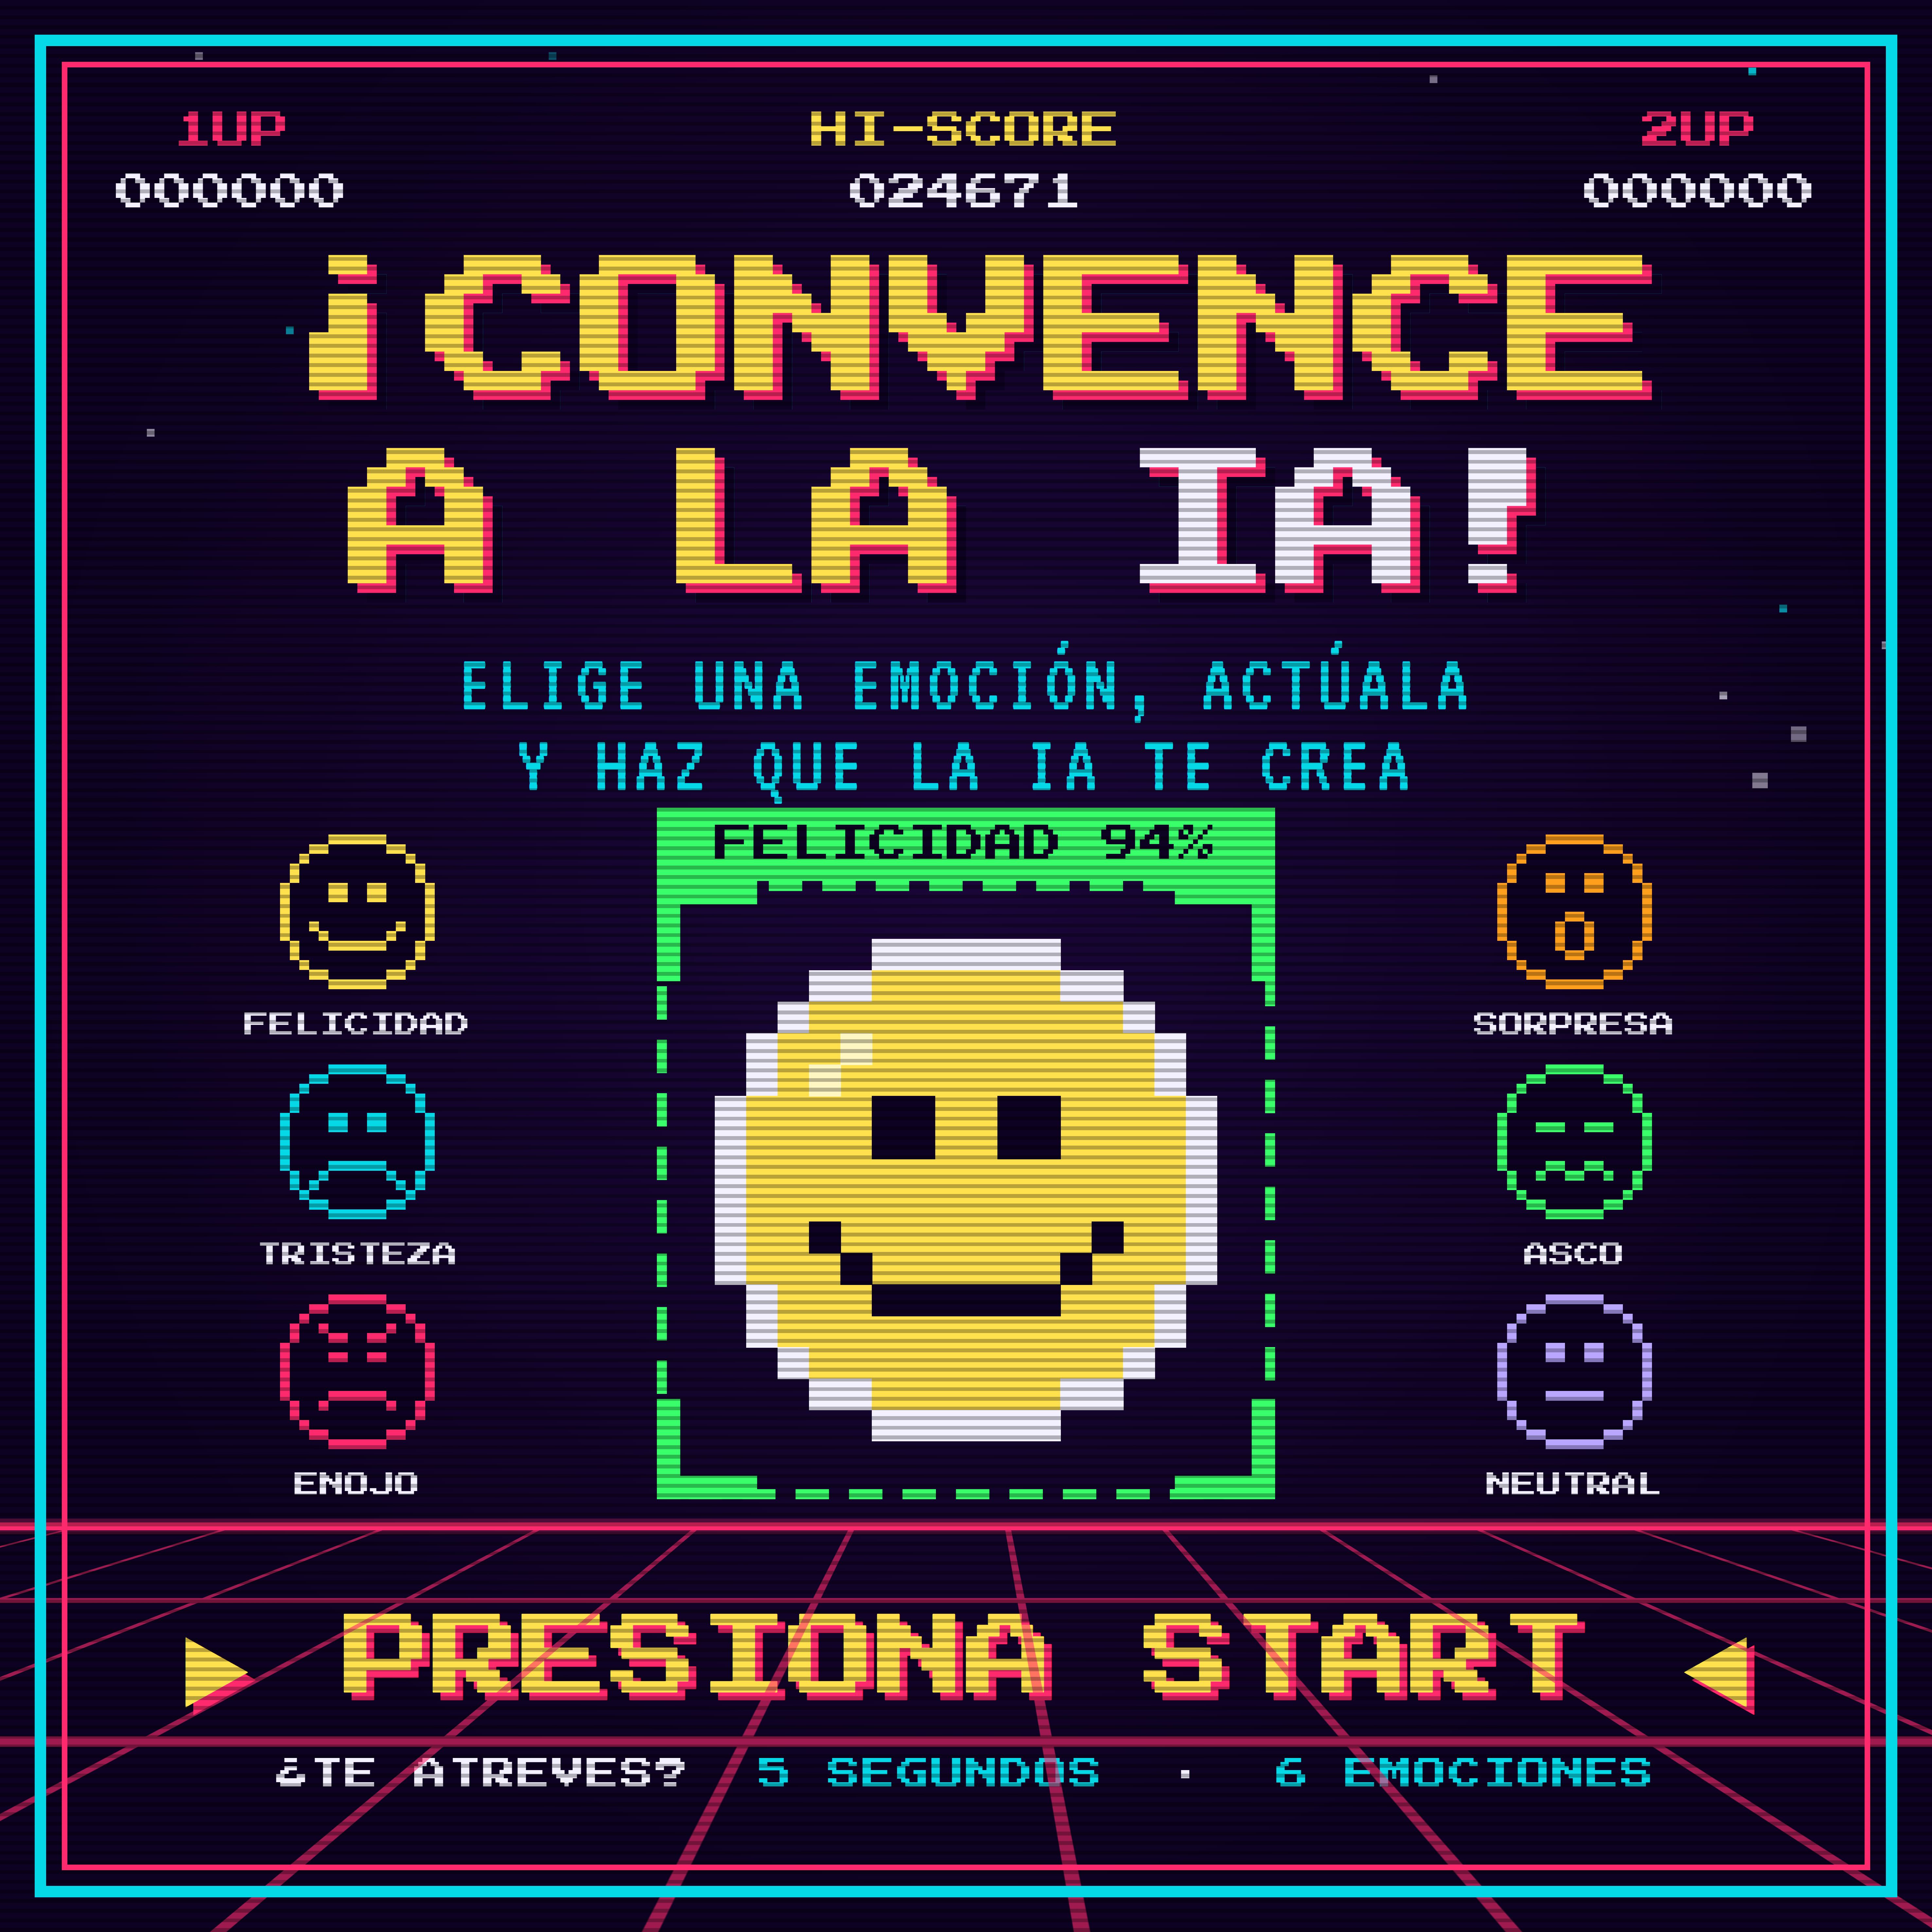 1UP HI-SCORE 2UP
000000 024671 000000
¡CONVENCE
A LA IA!
ELIGE UNA EMOCIÓN, ACTÚALA
Y HAZ QUE LA IA TE CREA
FELICIDAD 94%
FELICIDAD
TRISTEZA
ENOJO
SORPRESA
ASCO
NEUTRAL
PRESIONA START
¿TE ATREVES? 5 SEGUNDOS · 6 EMOCIONES